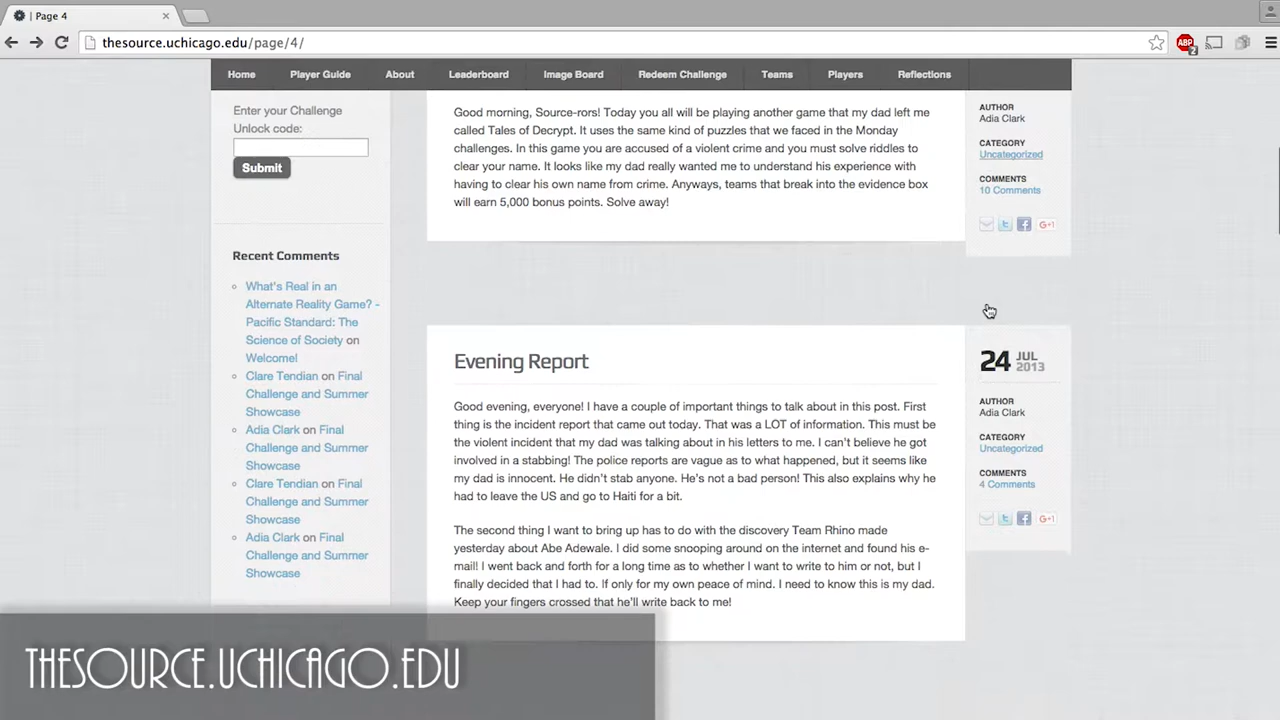 | Page 4
thesource.uchicago.edu/page/4/
ABP
2
Home Player Guide About Leaderboard Image Board Redeem Challenge Teams Players Reflections
Enter your Challenge
Unlock code:
Submit
Recent Comments
What's Real in an
Alternate Reality Game? -
Pacific Standard: The
Science of Society on
Welcome!
Clare Tendian on Final
Challenge and Summer
Showcase
Adia Clark on Final
Challenge and Summer
Showcase
Clare Tendian on Final
Challenge and Summer
Showcase
Adia Clark on Final
Challenge and Summer
Showcase
Good morning, Source-rors! Today you all will be playing another game that my dad left me
called Tales of Decrypt. It uses the same kind of puzzles that we faced in the Monday
challenges. In this game you are accused of a violent crime and you must solve riddles to
clear your name. It looks like my dad really wanted me to understand his experience with
having to clear his own name from crime. Anyways, teams that break into the evidence box
will earn 5,000 bonus points. Solve away!
AUTHOR
Adia Clark
CATEGORY
Uncategorized
COMMENTS
10 Comments
G+1
Evening Report
Good evening, everyone! I have a couple of important things to talk about in this post. First
thing is the incident report that came out today. That was a LOT of information. This must be
the violent incident that my dad was talking about in his letters to me. I can't believe he got
involved in a stabbing! The police reports are vague as to what happened, but it seems like
my dad is innocent. He didn't stab anyone. He's not a bad person! This also explains why he
had to leave the US and go to Haiti for a bit.
The second thing I want to bring up has to do with the discovery Team Rhino made
yesterday about Abe Adewale. I did some snooping around on the internet and found his e-
mail! I went back and forth for a long time as to whether I want to write to him or not, but I
finally decided that I had to. If only for my own peace of mind. I need to know this is my dad.
Keep your fingers crossed that he'll write back to me!
24 JUL
2013
AUTHOR
Adia Clark
CATEGORY
Uncategorized
COMMENTS
4 Comments
G+1
THESOURCE.UCHICAGO.EDU